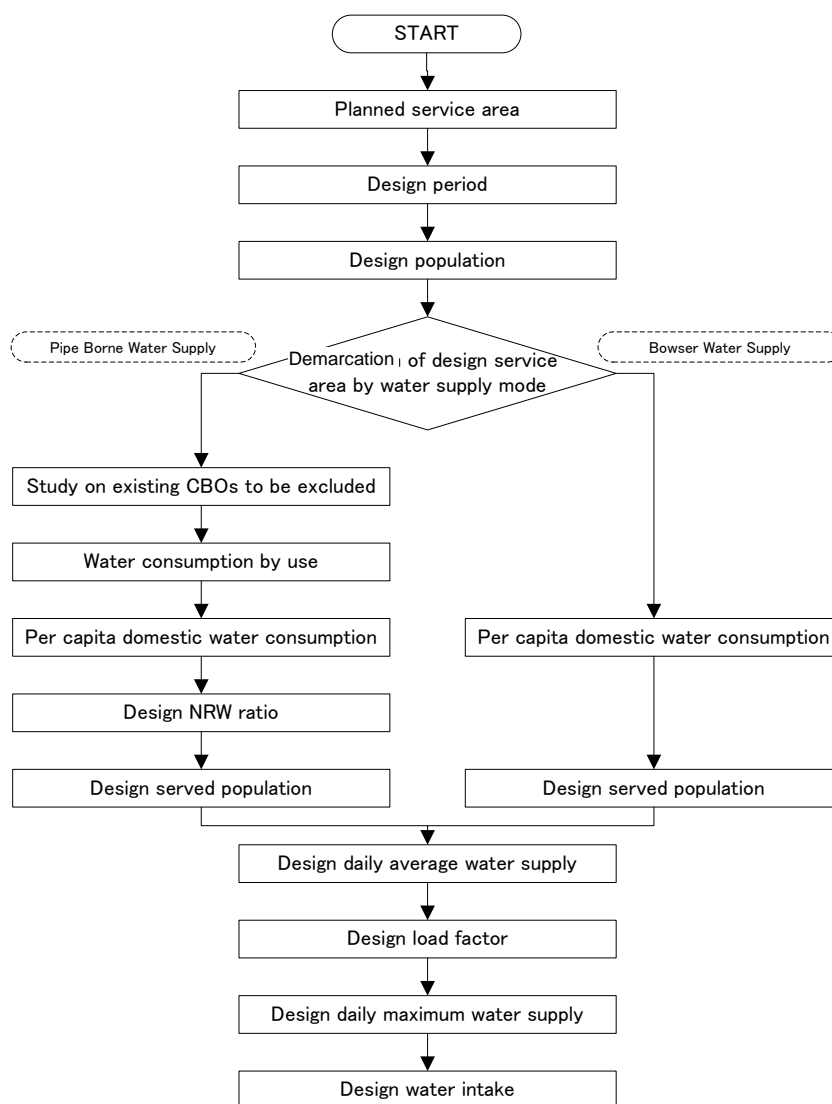 START
Planned service area
Design period
Design population
Pipe Borne Water Supply
Bowser Water Supply
Demarcation of design service
area by water supply mode
Study on existing CBOs to be excluded
Water consumption by use
Per capita domestic water consumption
Per capita domestic water consumption
Design NRW ratio
Design served population
Design served population
Design daily average water supply
Design load factor
Design daily maximum water supply
Design water intake